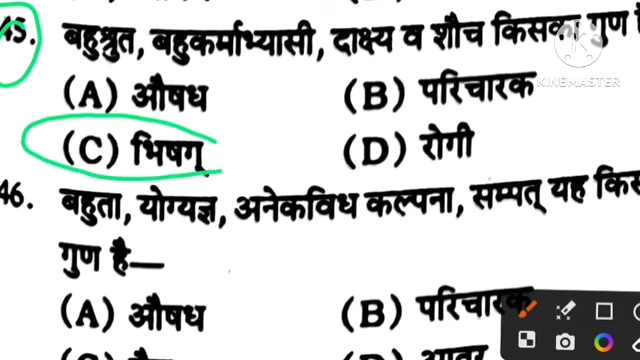 45. बहुश्रुत, बहुकर्माभ्यासी, दाक्ष्य व शौच किसका गुण है
(A) औषध (B) परिचारक
KINEMASTER
(C) भिषग् (D) रोगी
46. बहुता, योग्यज्ञ, अनेकविध कल्पना, सम्पत् यह
गुण है—
(A) औषध (B) परिचारक